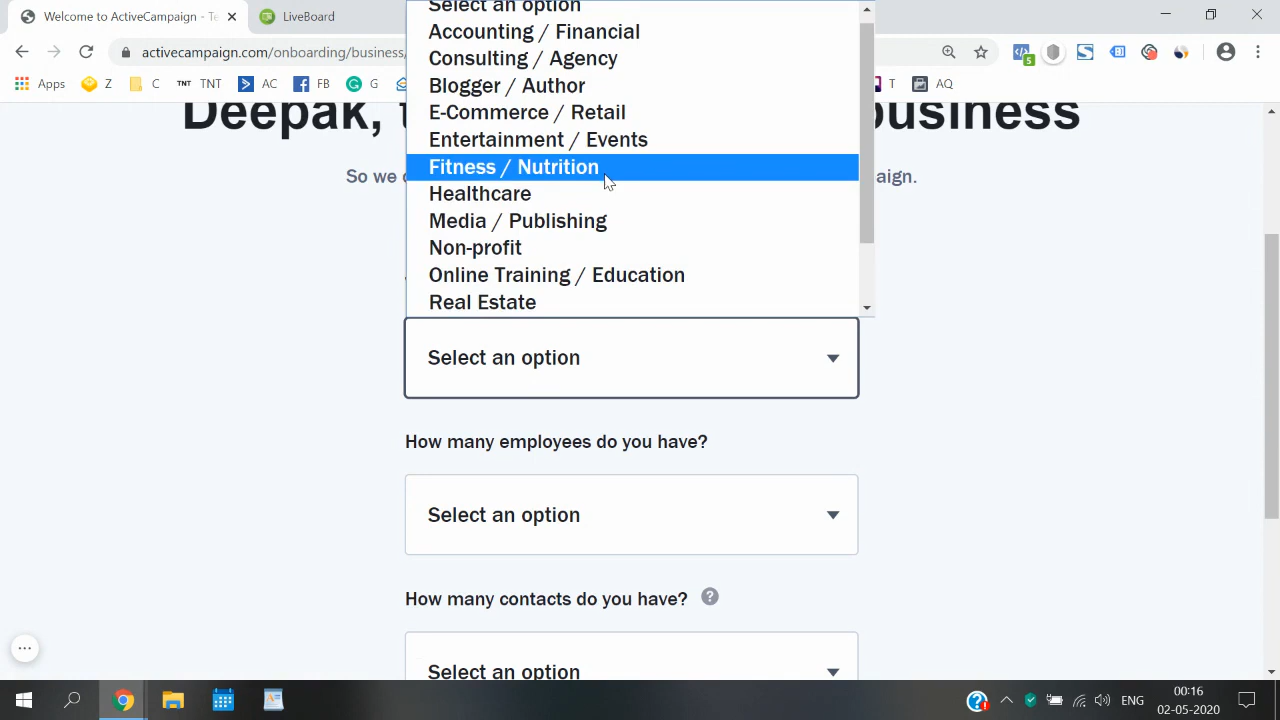 Welcome to ActiveCampaign - Te
LiveBoard
activecampaign.com/onboarding/business/
5
Apps
Z
C
TNT TNT
AC
FB
G
T
AQ
Select an option
Accounting / Financial
Consulting / Agency
Blogger / Author
E-Commerce / Retail
Entertainment / Events
Fitness / Nutrition
Healthcare
Media / Publishing
Non-profit
Online Training / Education
Real Estate
Deepak, business
So we aign.
Select an option
How many employees do you have?
Select an option
How many contacts do you have? ?
Select an option
ENG
00:16
02-05-2020